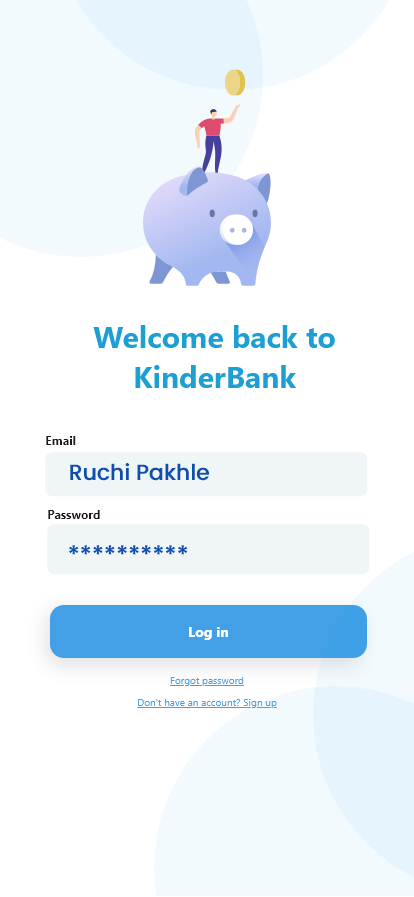 Welcome back to
KinderBank
Email
Ruchi Pakhle
Password
**********
Log in
Forgot password
Don't have an account? Sign up